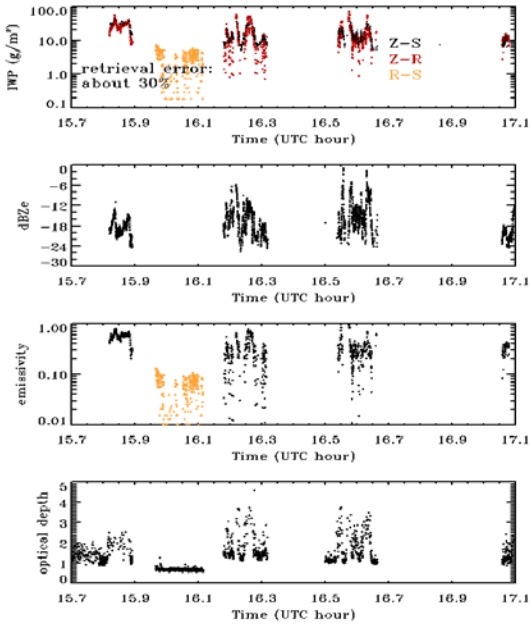 IWP (g/m²)
100.0
10.0
1.0
0.1
Z-S
Z-R
R-S
retrieval error:
about 30%
15.7 15.9 16.1 16.3 16.5 16.7 16.9 17.1
Time (UTC hour)
dBZe
0
-6
-12
-18
-24
-30
15.7 15.9 16.1 16.3 16.5 16.7 16.9 17.1
Time (UTC hour)
emissivity
1.00
0.10
0.01
15.7 15.9 16.1 16.3 16.5 16.7 16.9 17.1
Time (UTC hour)
optical depth
5
4
3
2
1
0
15.7 15.9 16.1 16.3 16.5 16.7 16.9 17.1
Time (UTC hour)